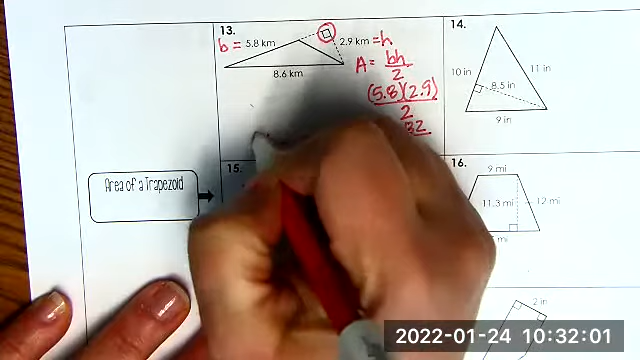 13.
b = 5.8 km
2.9 km = h
8.6 km
A = bh
2
(5.8)(2.9)
2
32
14.
10 in
11 in
8.5 in
9 in
Area of a Trapezoid
15.
16.
9 mi
11.3 mi
12 mi
mi
2 in
2022-01-24 10:32:01